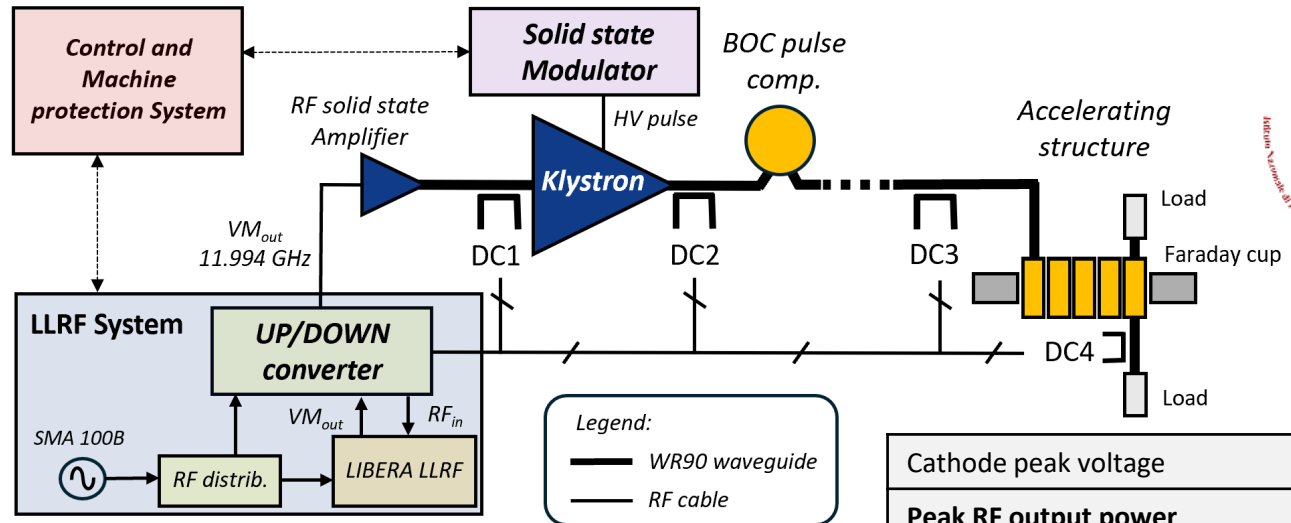 Control and
Machine
protection System
Solid state
Modulator
BOC pulse
comp.
RF solid state
Amplifier
HV pulse
Accelerating
structure
Klystron
Load
VMout
11.994 GHz
DC1
DC2
DC3
Faraday cup
LLRF System
UP/DOWN
converter
DC4
Load
VMout
RFin
SMA 100B
RF distrib.
LIBERA LLRF
Legend:
WR90 waveguide
RF cable
Cathode peak voltage
Peak RF output power